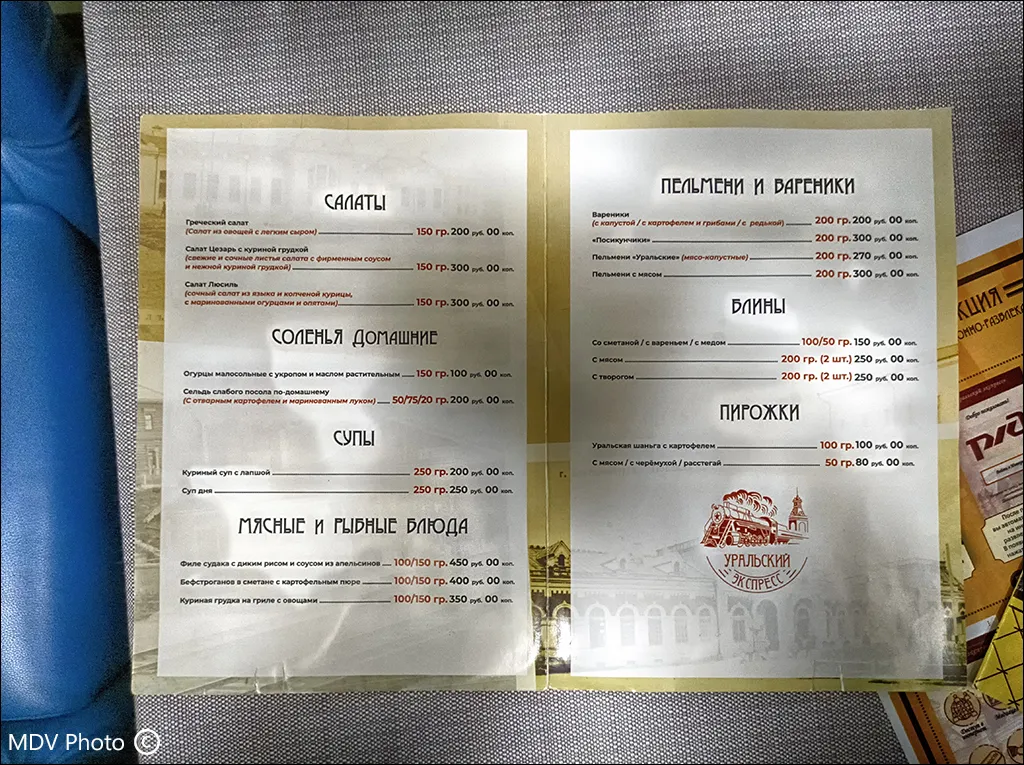 САЛАТЫ
Греческий салат
(Салат из овощей с легким сыром) 150 гр. 200 руб. 00 коп.
Салат Цезарь с куриной грудкой
(свежие и сочные листье салата с фирменным соусом
и нежной куриной грудкой) 150 гр. 300 руб. 00 коп.
Салат Люсиль
(сочный салат из языка и копченой курицы,
с маринованными огурцами и опятами) 150 гр. 300 руб. 00 коп.
СОЛЕНЬЯ ДОМАШНИЕ
Огурцы малосольные с укропом и маслом растительным 150 гр. 100 руб. 00 коп.
Сельдь слабого посола по-домашнему
(С отварным картофелем и маринованным луком) 50/75/20 гр. 200 руб. 00 коп.
СУПЫ
Куриный суп с лапшой 250 гр. 200 руб. 00 коп.
Суп дня 250 гр. 250 руб. 00 коп.
МЯСНЫЕ И РЫБНЫЕ БЛЮДА
Филе судака с диким рисом и соусом из апельсинов 100/150 гр. 450 руб. 00 коп.
Бефстроганов в сметане с картофельным пюре 100/150 гр. 400 руб. 00 коп.
Куриная грудка на гриле с овощами 100/150 гр. 350 руб. 00 коп.
г.
ПЕЛЬМЕНИ И ВАРЕНИКИ
Вареники
(с капустой / с картофелем и грибами / с редькой) 200 гр. 200 руб. 00 коп.
«Посикунчики» 200 гр. 300 руб. 00 коп.
Пельмени «Уральские» (мясо-капустные) 200 гр. 270 руб. 00 коп.
Пельмени с мясом 200 гр. 300 руб. 00 коп.
БЛИНЫ
Со сметаной / с вареньем / с медом 100/50 гр. 150 руб. 00 коп.
С мясом 200 гр. (2 шт.) 250 руб. 00 коп.
С творогом 200 гр. (2 шт.) 250 руб. 00 коп.
ПИРОЖКИ
Уральская шаньга с картофелем 100 гр. 100 руб. 00 коп.
С мясом / с черёмухой / расстегай 50 гр. 80 руб. 00 коп.
УРАЛЬСКИЙ
ЭКСПРЕСС
КЦИЯ
ОННО-РАЗВЛЕКА
Добро пожаловать!
ржд
После
вы автома
на
MDV Photo ©